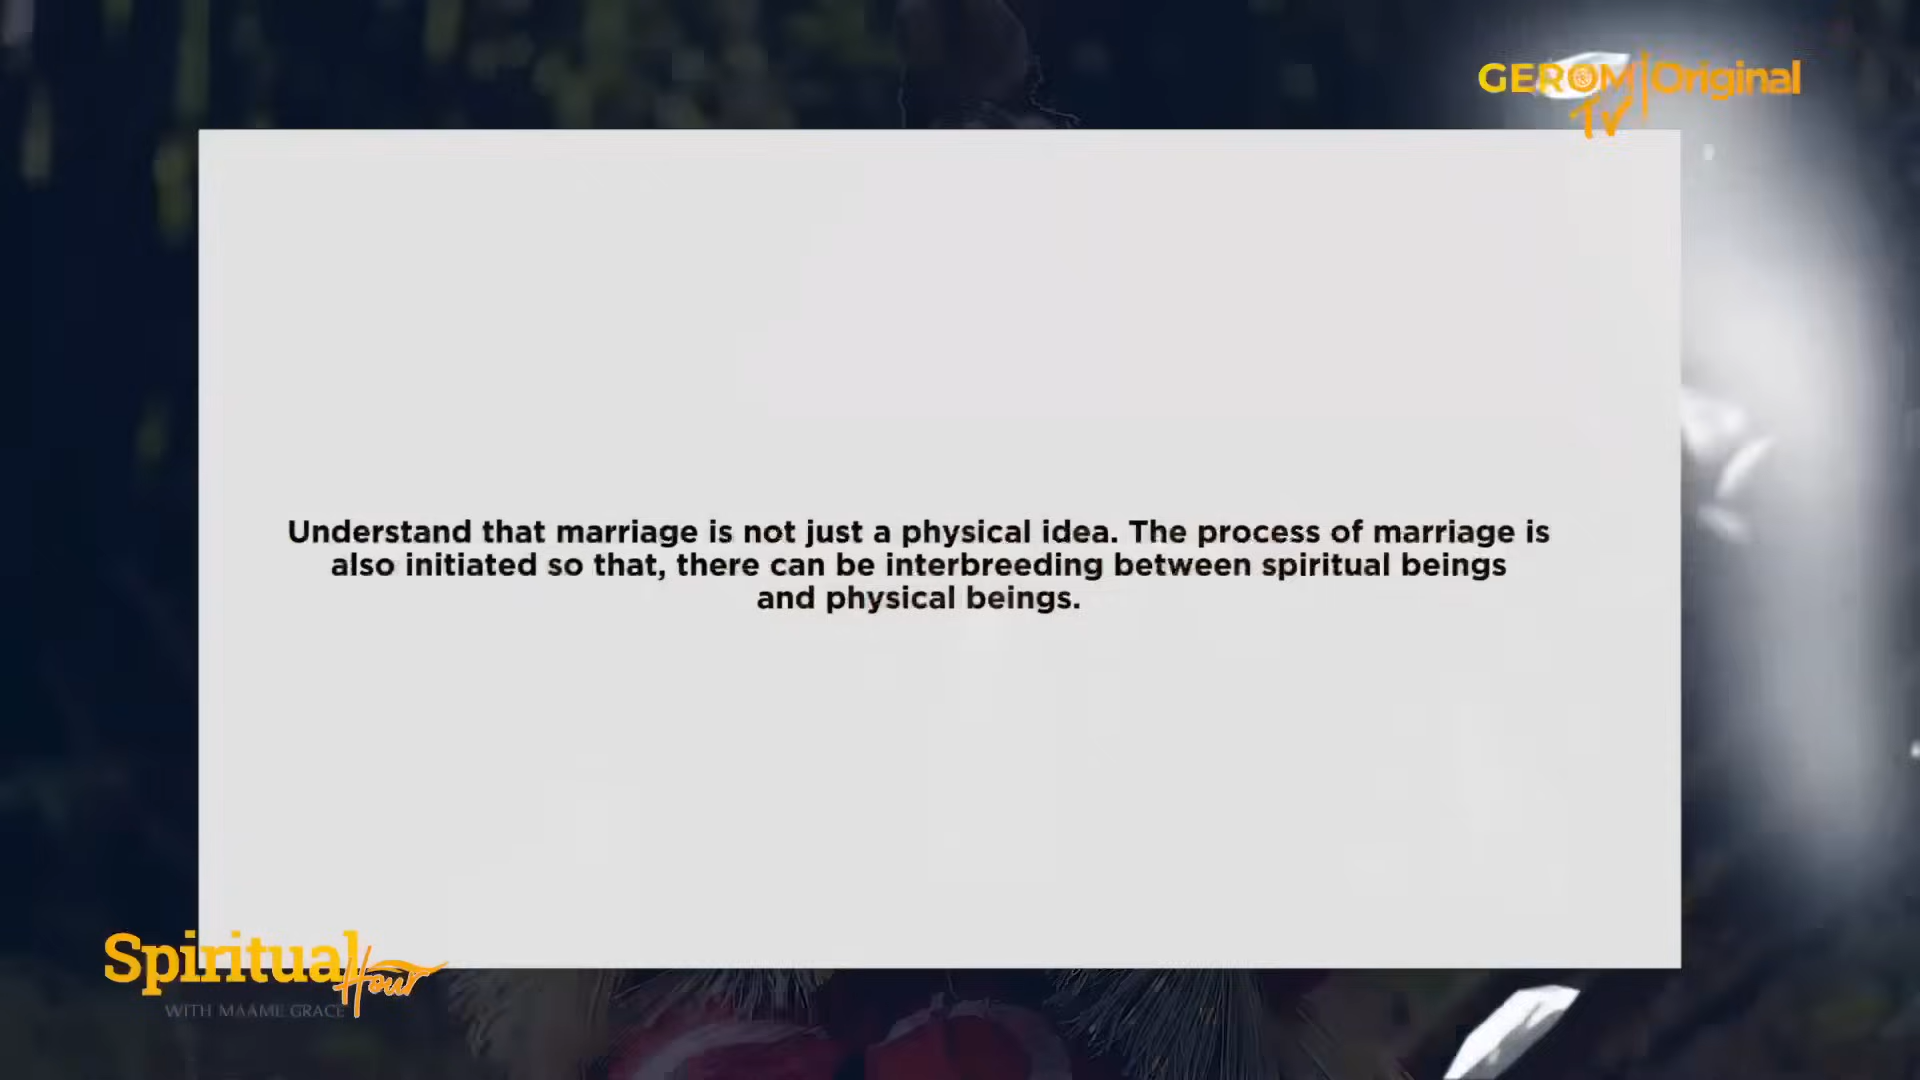 GEROM Original
TV
Understand that marriage is not just a physical idea. The process of marriage is
also initiated so that, there can be interbreeding between spiritual beings
and physical beings.
Spiritual
Hour
WITH MAAME GRACE